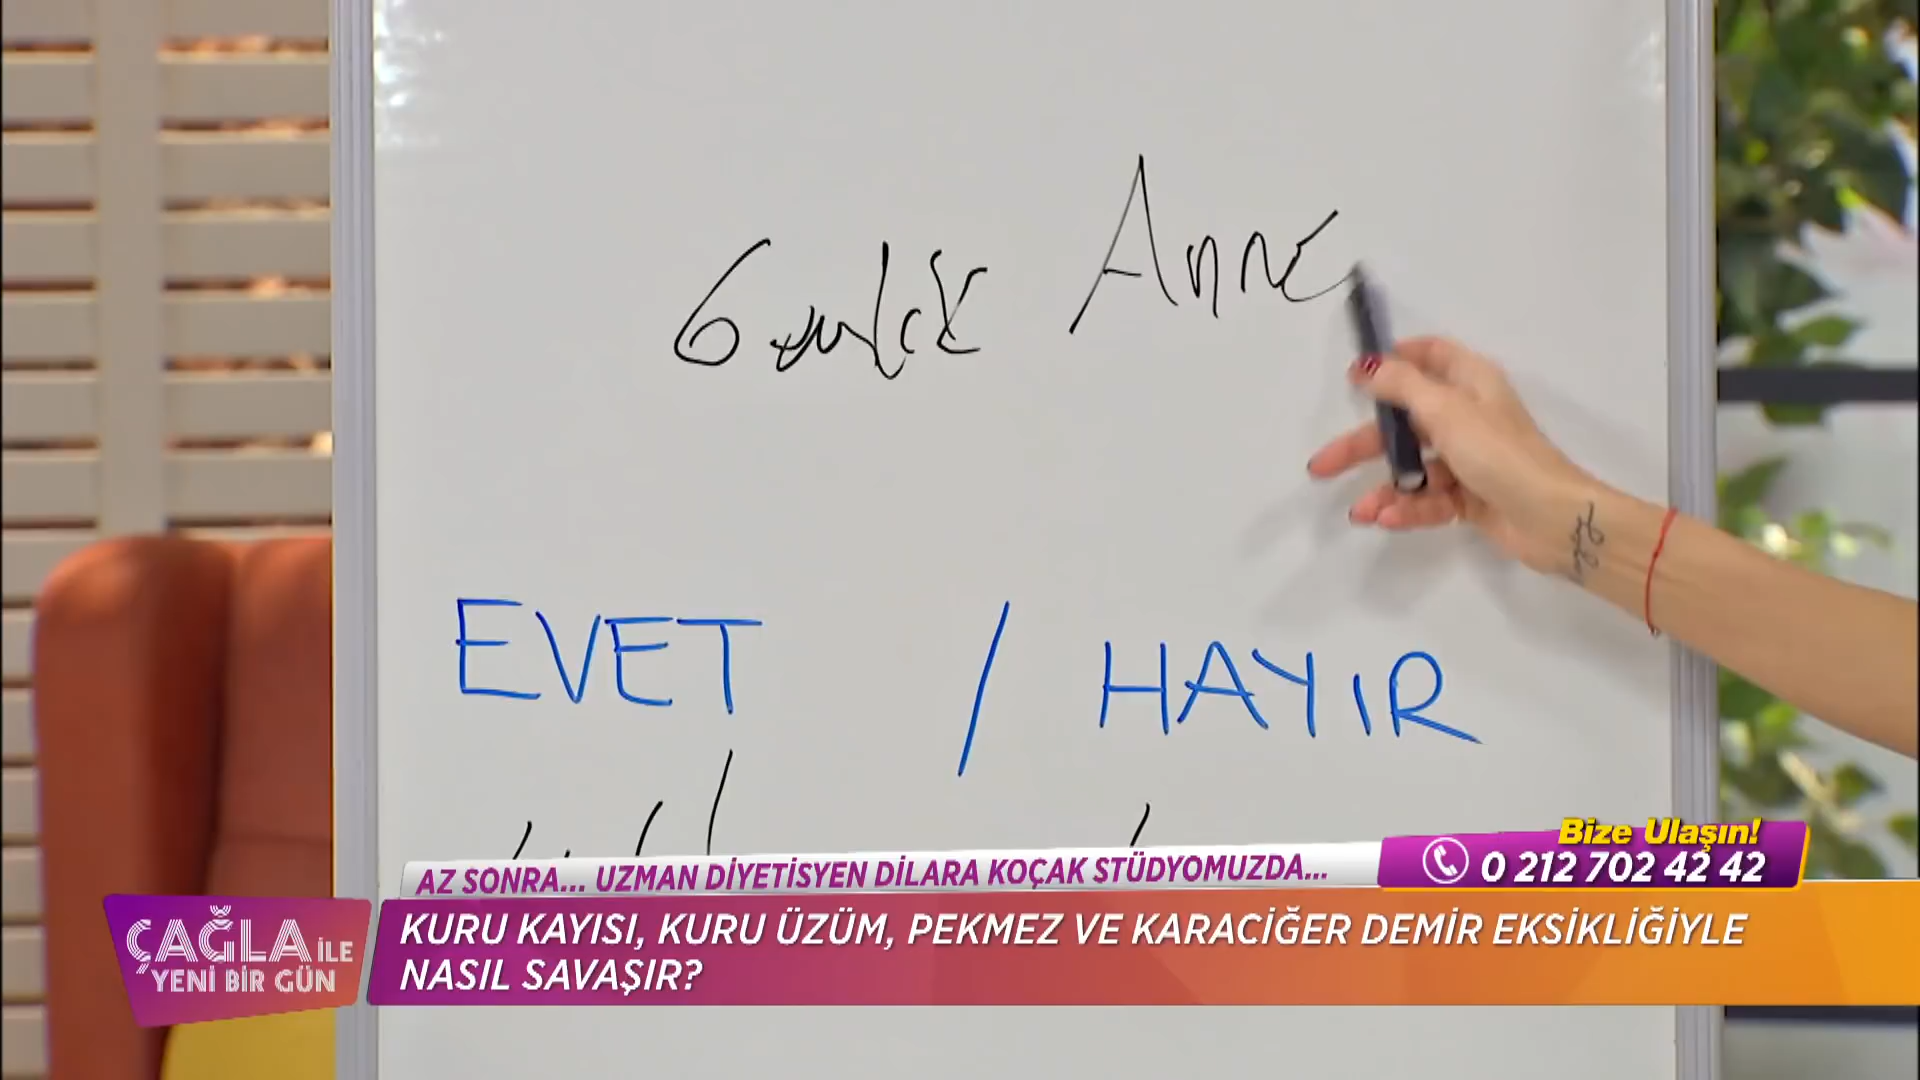 Anne
EVET / HAYIR
AZ SONRA... UZMAN DİYETİSYEN DİLARA KOÇAK STÜDYOMUZDA...
Bize Ulaşın!
0 212 702 42 42
ÇAĞLA İLE
YENİ BİR GÜN
KURU KAYISI, KURU ÜZÜM, PEKMEZ VE KARACİĞER DEMİR EKSİKLİĞİYLE
NASIL SAVAŞIR?